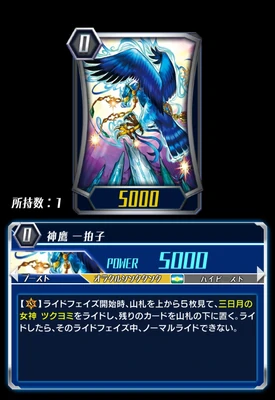 0
5000
所持数:1
0
神鷹 一拍子
POWER 5000
ブースト オラクルシンクタンク ハイビースト
【V】ライドフェイズ開始時、山札を上から5枚見て、三日月の
女神 ツクヨミをライドし、残りのカードを山札の下に置く。ライ
ドしたら、そのライドフェイズ中、ノーマルライドできない。